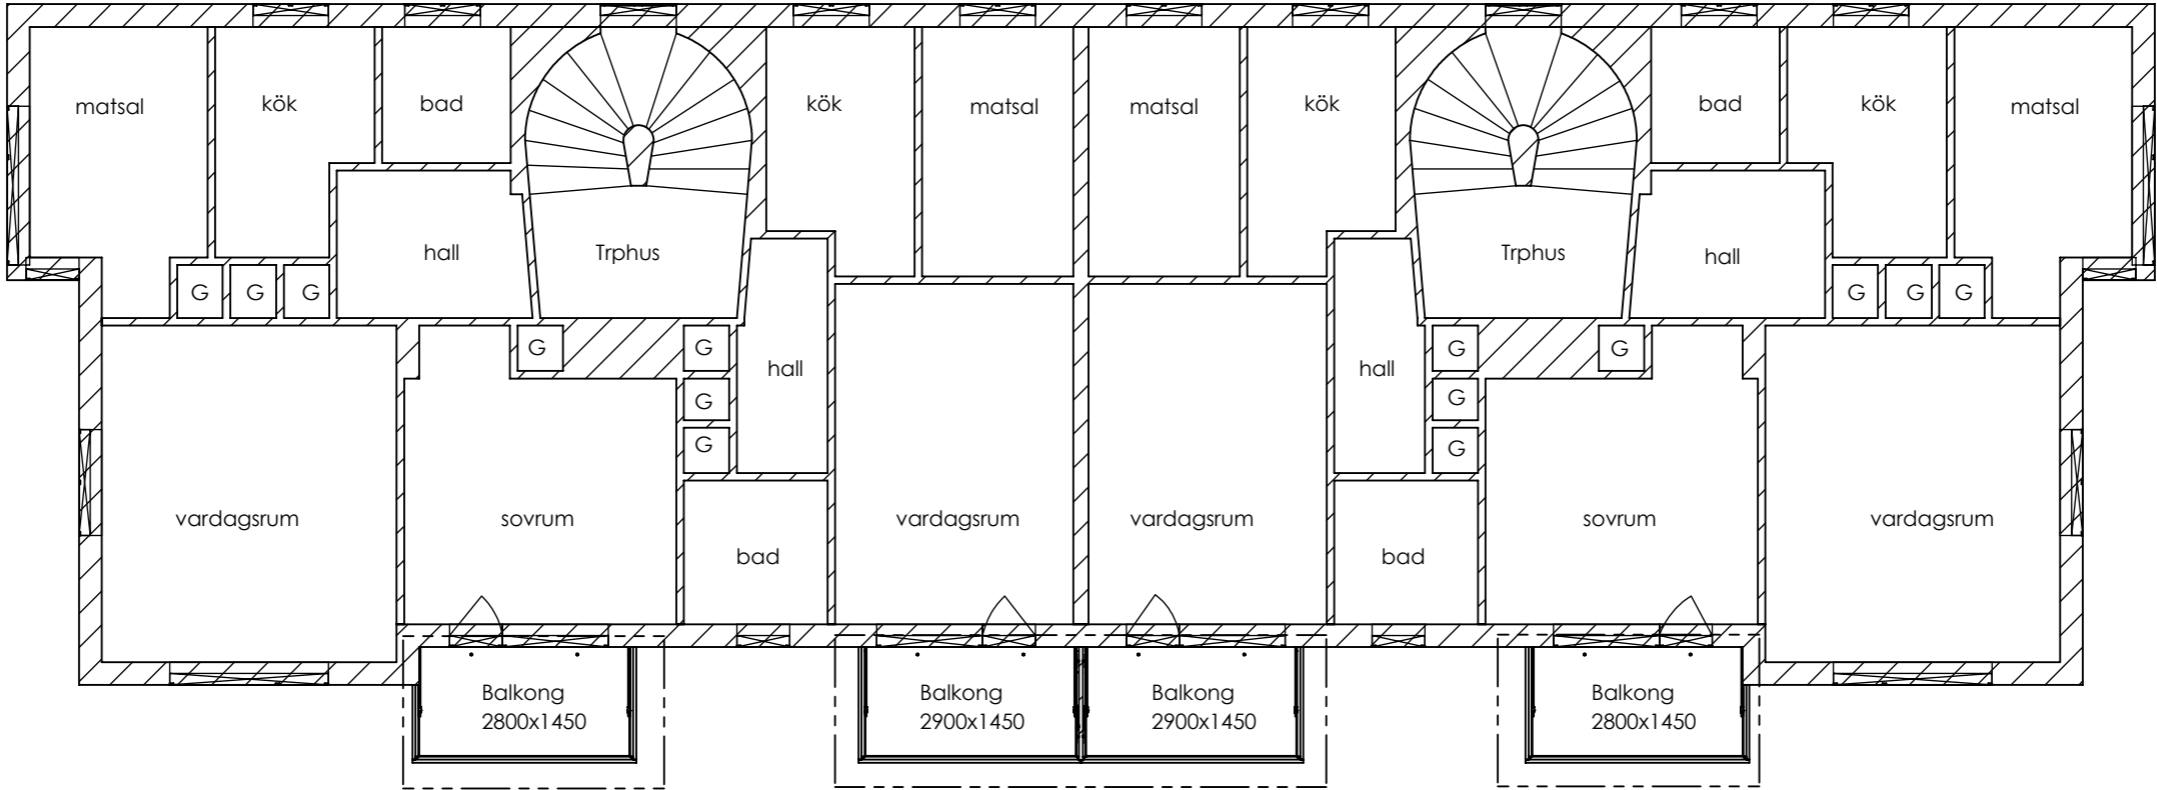 matsal
kök
bad
kök
matsal
matsal
kök
bad
kök
matsal
hall
Trphus
Trphus
hall
G
G
G
G
G
G
G
G
G
G
hall
hall
G
G
G
G
G
G
vardagsrum
sovrum
bad
vardagsrum
vardagsrum
bad
sovrum
vardagsrum
Balkong
2800x1450
Balkong
2900x1450
Balkong
2900x1450
Balkong
2800x1450